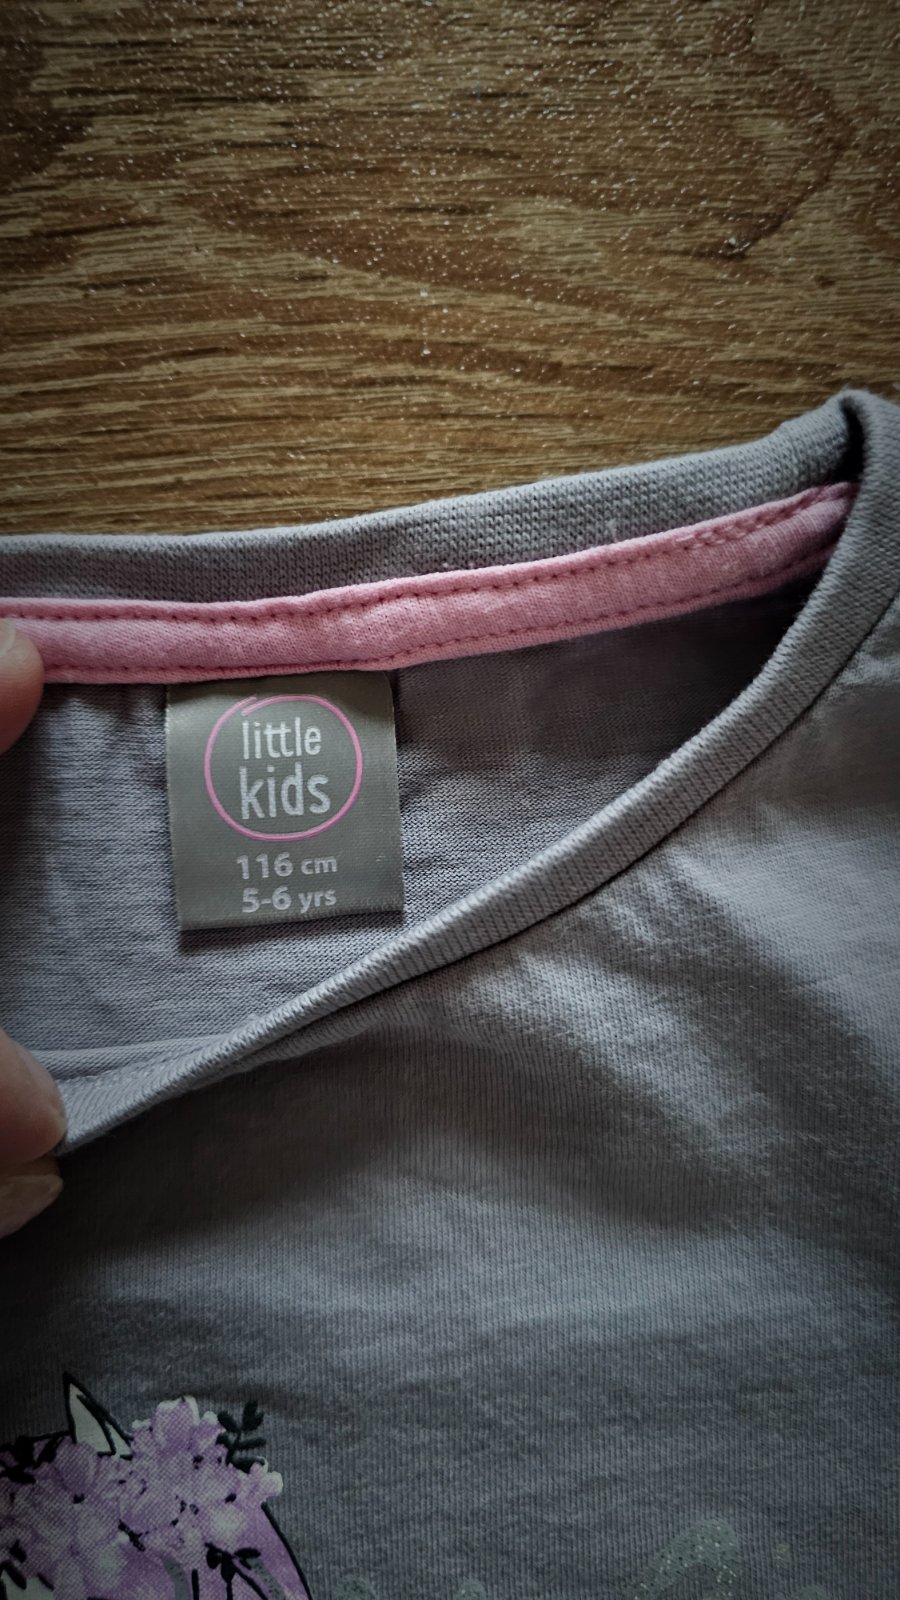 little
kids
116 cm
5-6 yrs